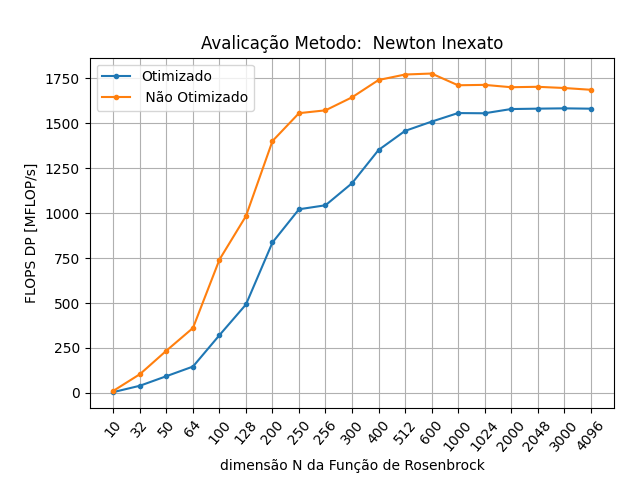 Avalicação Metodo:  Newton Inexato
Otimizado
Não Otimizado
FLOPS DP [MFLOP/s]
1750
1500
1250
1000
750
500
250
0
10 32 50 64 100 128 200 250 256 300 400 512 600 1000 1024 2000 2048 3000 4096
dimensão N da Função de Rosenbrock